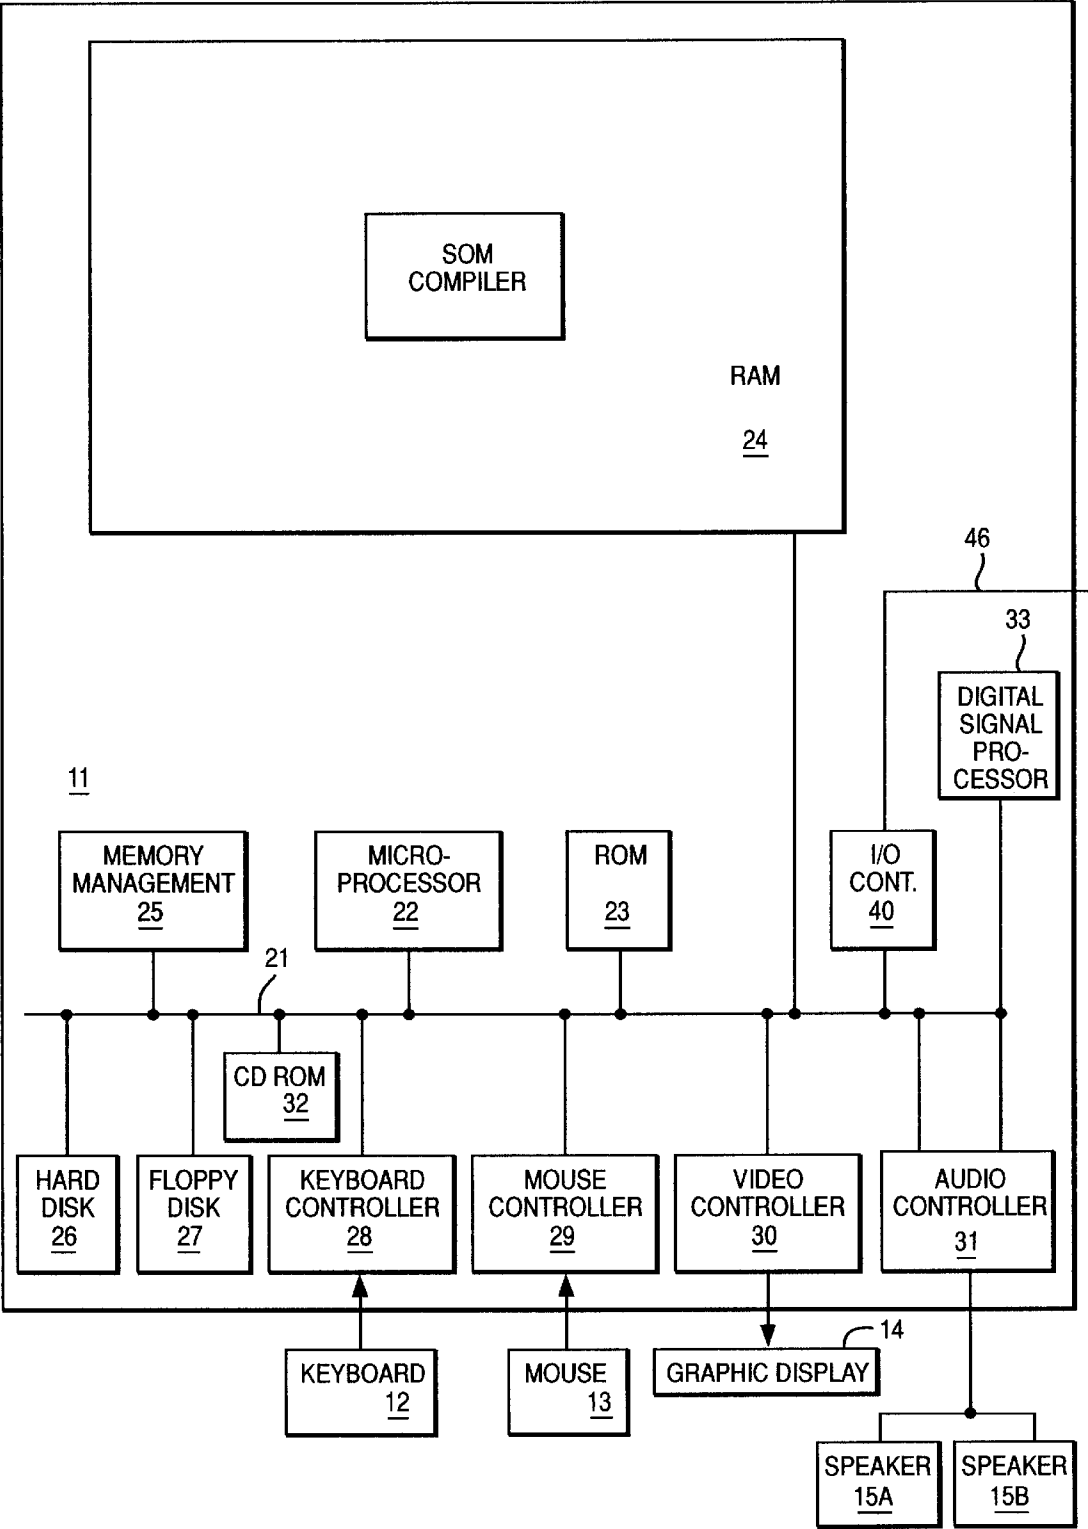 SOM
COMPILER
RAM
24
46
33
DIGITAL
SIGNAL
PRO-
CESSOR
11
MEMORY
MANAGEMENT
25
MICRO-
PROCESSOR
22
ROM
23
I/O
CONT.
40
21
CD ROM
32
HARD
DISK
26
FLOPPY
DISK
27
KEYBOARD
CONTROLLER
28
MOUSE
CONTROLLER
29
VIDEO
CONTROLLER
30
AUDIO
CONTROLLER
31
KEYBOARD
12
MOUSE
13
14
GRAPHIC DISPLAY
SPEAKER
15A
SPEAKER
15B